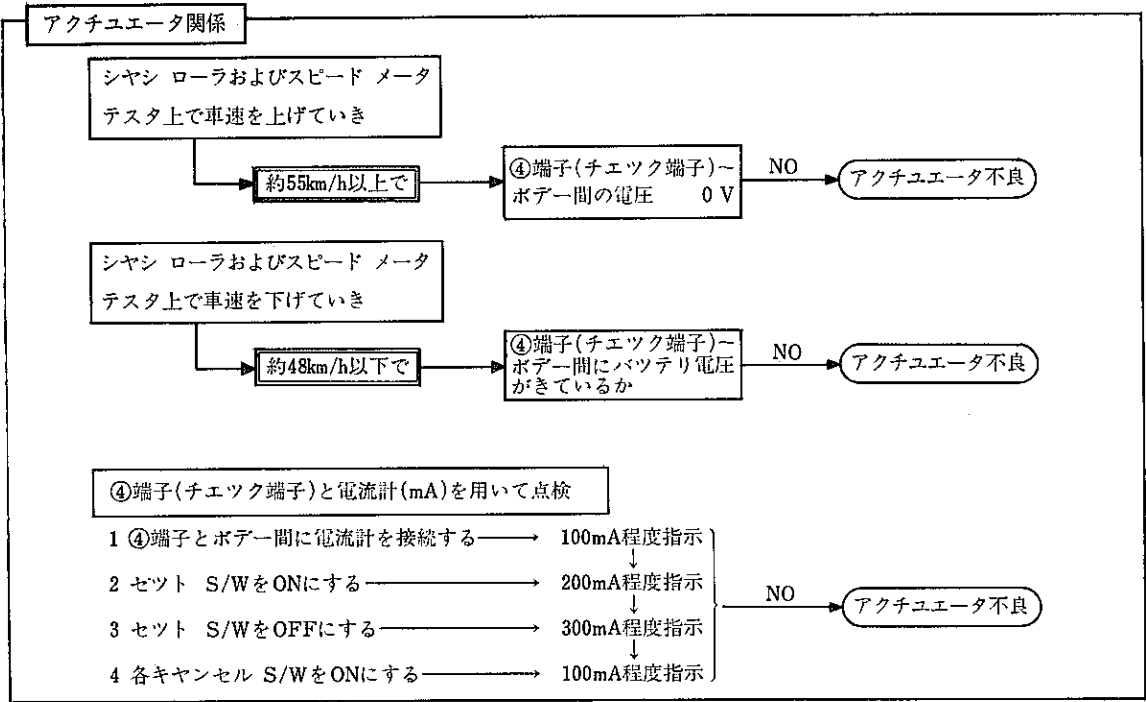 アクチユエータ関係
シヤシ ローラおよびスピード メータ
テスタ上で車速を上げていき
約55km/h以上で
④端子(チエツク端子)~
ボデー間の電圧 0 V
NO
アクチユエータ不良
シヤシ ローラおよびスピード メータ
テスタ上で車速を下げていき
約48km/h以下で
④端子(チエツク端子)~
ボデー間にバツテリ電圧
がきているか
NO
アクチユエータ不良
④端子(チエツク端子)と電流計(mA)を用いて点検
1 ④端子とボデー間に電流計を接続する 100mA程度指示
2 セツト S/WをONにする 200mA程度指示
3 セツト S/WをOFFにする 300mA程度指示
4 各キヤンセル S/WをONにする 100mA程度指示
NO
アクチユエータ不良